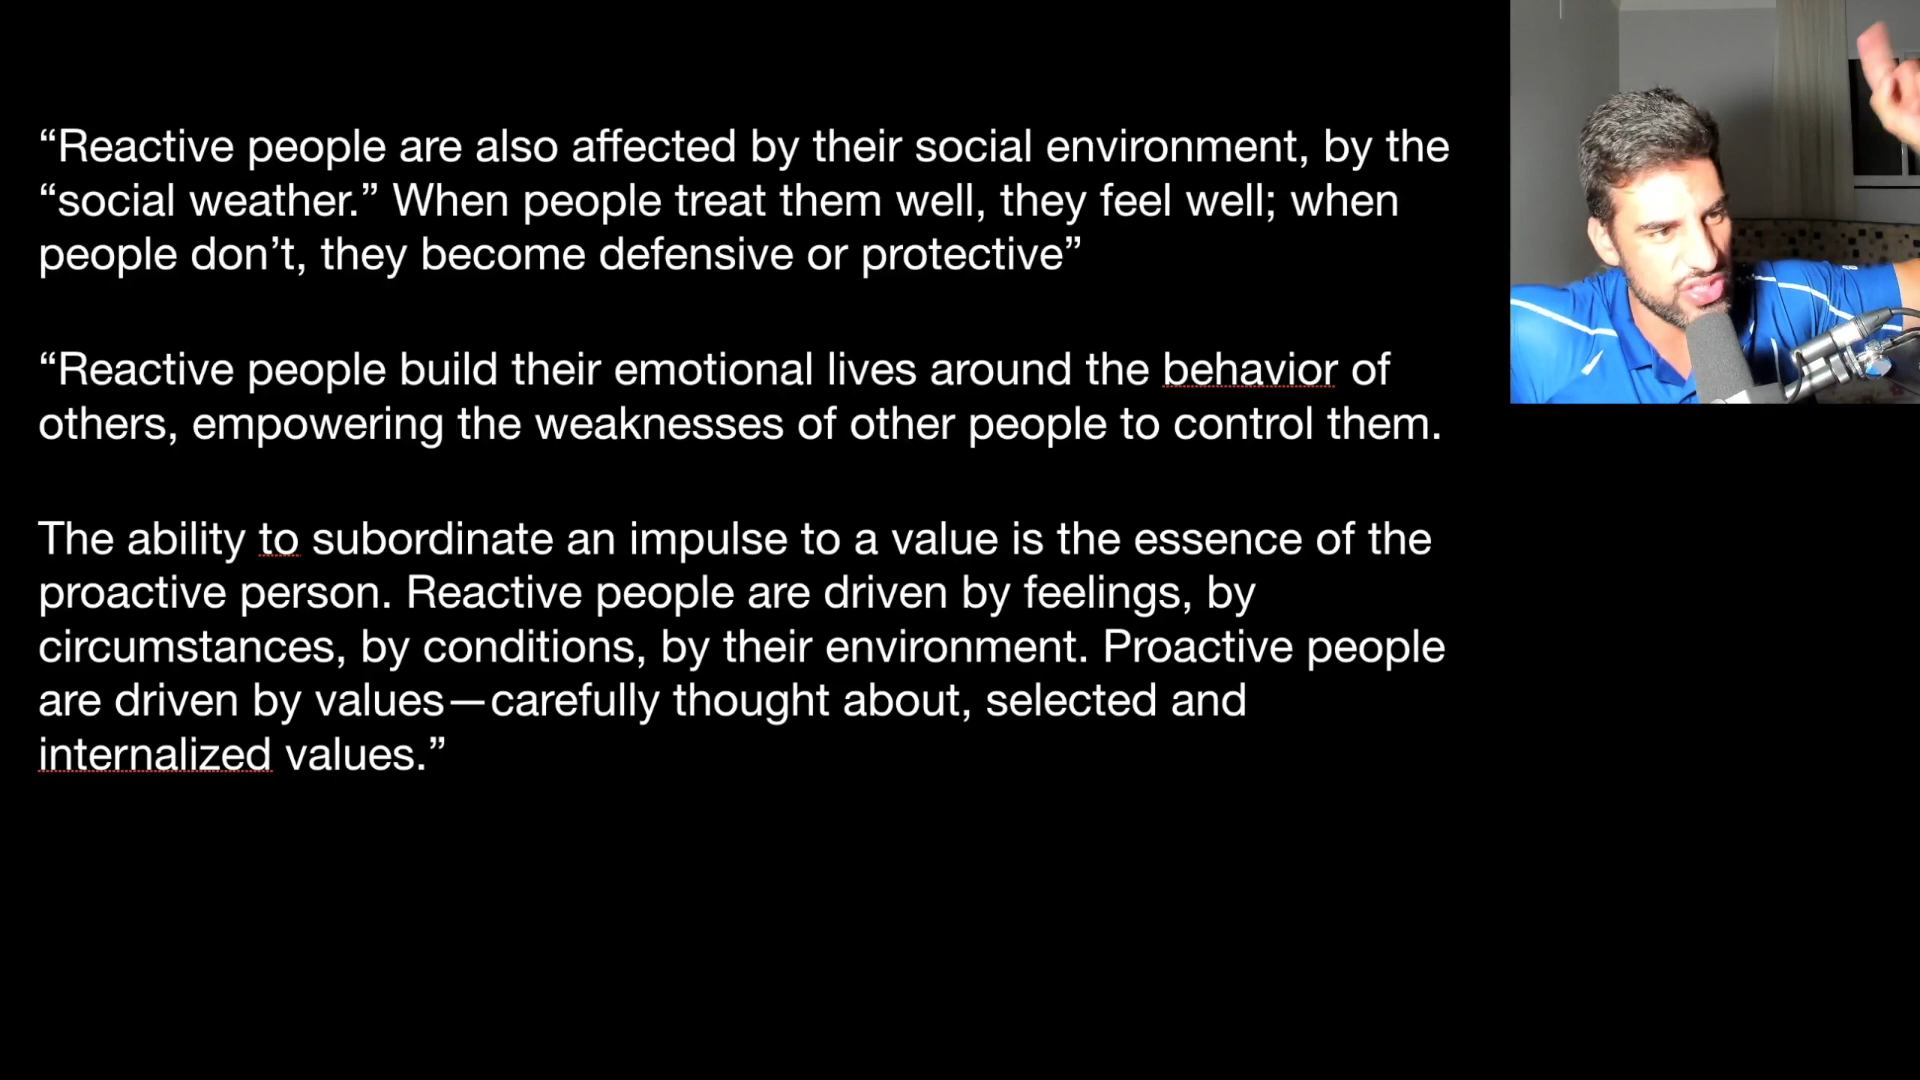 “Reactive people are also affected by their social environment, by the
“social weather.” When people treat them well, they feel well; when
people don’t, they become defensive or protective”
“Reactive people build their emotional lives around the behavior of
others, empowering the weaknesses of other people to control them.
The ability to subordinate an impulse to a value is the essence of the
proactive person. Reactive people are driven by feelings, by
circumstances, by conditions, by their environment. Proactive people
are driven by values—carefully thought about, selected and
internalized values.”